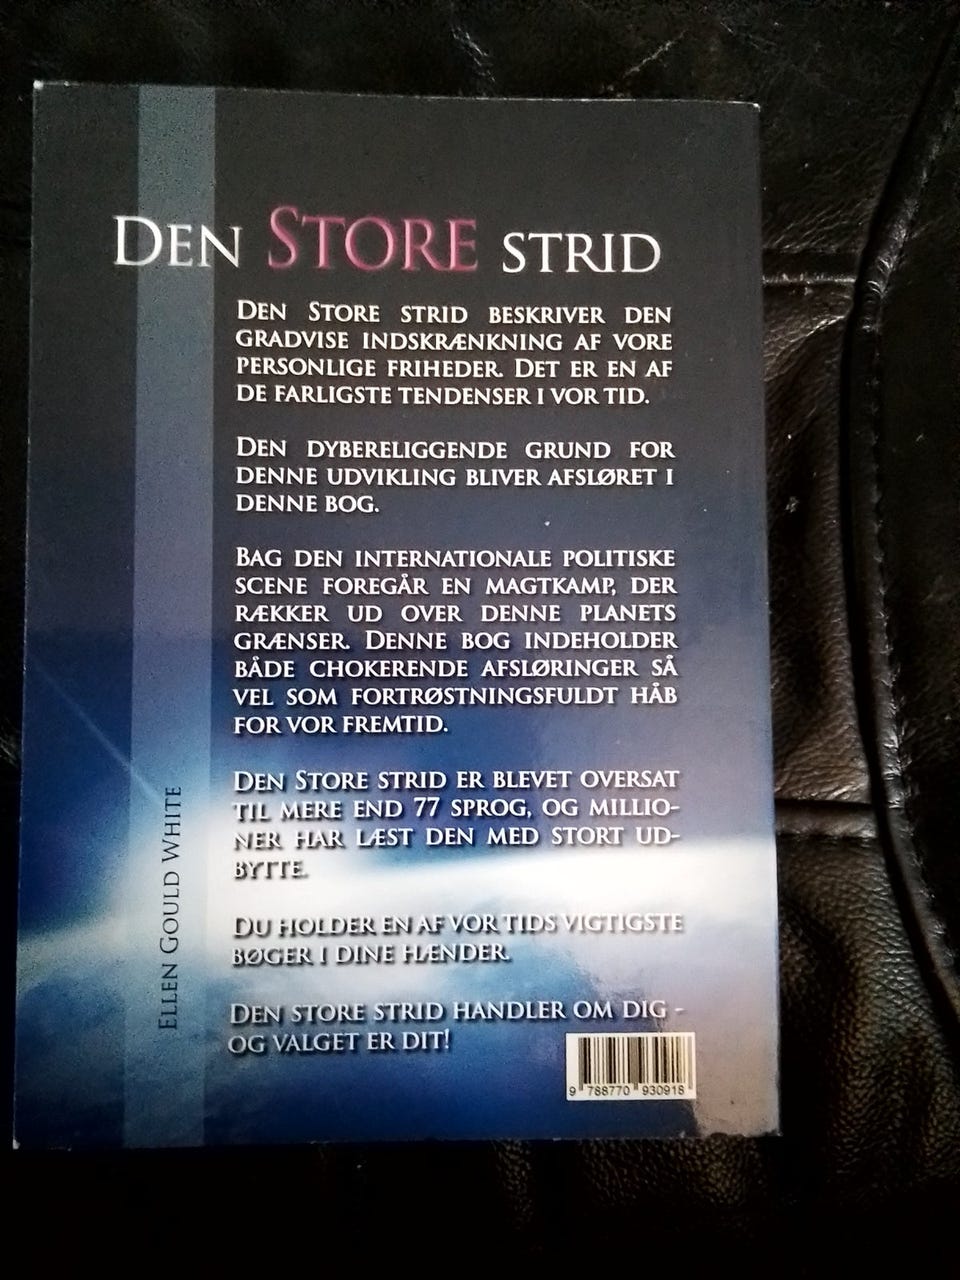 DEN STORE STRID
DEN STORE STRID BESKRIVER DEN
GRADVISE INDSKRÆNKNING AF VORE
PERSONLIGE FRIHEDER. DET ER EN AF
DE FARLIGSTE TENDENSER I VOR TID.
DEN DYBERELIGGENDE GRUND FOR
DENNE UDVIKLING BLIVER AFSLØRET I
DENNE BOG.
BAG DEN INTERNATIONALE POLITISKE
SCENE FOREGÅR EN MAGTKAMP, DER
RÆKKER UD OVER DENNE PLANETS
GRÆNSER. DENNE BOG INDEHOLDER
BÅDE CHOKERENDE AFSLØRINGER SÅ
VEL SOM FORTRØSTNINGSFULDT HÅB
FOR VOR FREMTID.
DEN STORE STRID ER BLEVET OVERSAT
TIL MERE END 77 SPROG, OG MILLIO-
NER HAR LÆST DEN MED STORT UD-
BYTTE.
DU HOLDER EN AF VOR TIDS VIGTIGSTE
BØGER I DINE HÆNDER.
DEN STORE STRID HANDLER OM DIG -
OG VALGET ER DIT!
ELLEN GOULD WHITE
9 788770 930918